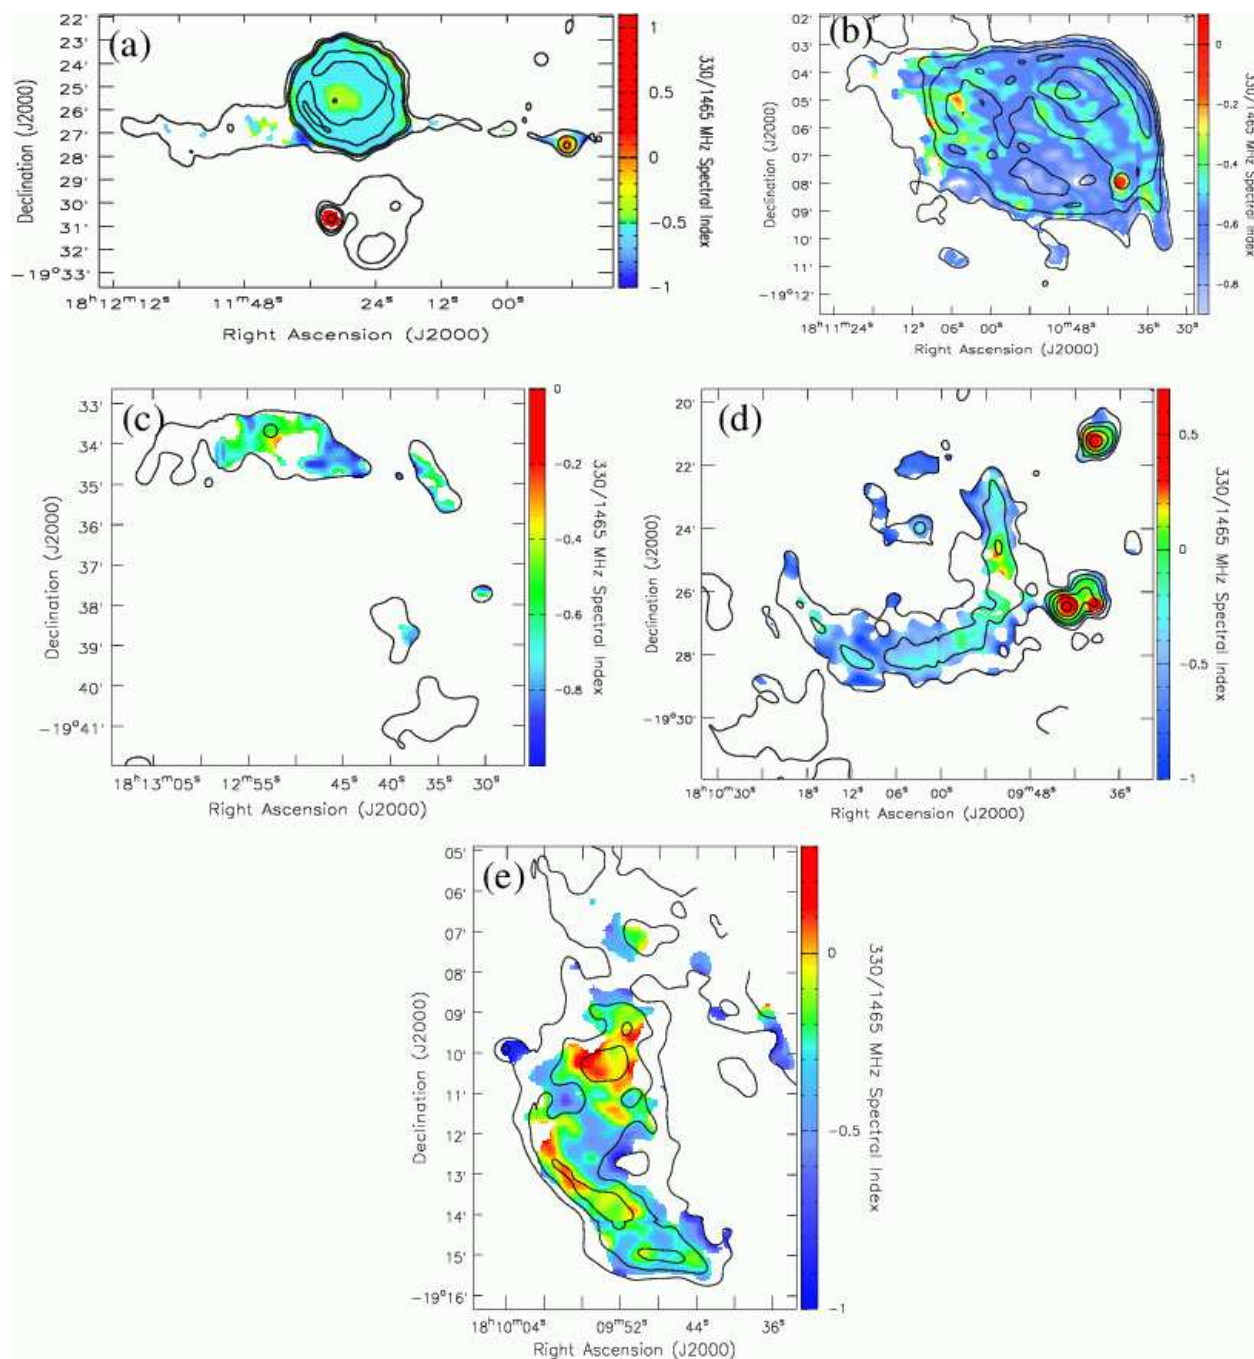 (a)
22'
23'
24'
25'
26'
27'
28'
29'
30'
31'
32'
−19°33'
Declination (J2000)
18ʰ12ᵐ12ˢ 11ᵐ48ˢ 24ˢ 12ˢ 00ˢ
Right Ascension (J2000)
1
0.5
0
−0.5
−1
330/1465 MHz Spectral Index
(b)
02'
03'
04'
05'
06'
07'
08'
09'
10'
11'
−19°12'
Declination (J2000)
18ʰ11ᵐ24ˢ 12ˢ 06ˢ 00ˢ 10ᵐ48ˢ 36ˢ 30ˢ
Right Ascension (J2000)
0
−0.2
−0.4
−0.6
−0.8
330/1465 MHz Spectral Index
(c)
33'
34'
35'
36'
37'
38'
39'
40'
−19°41'
Declination (J2000)
18ʰ13ᵐ05ˢ 12ᵐ55ˢ 45ˢ 40ˢ 35ˢ 30ˢ
Right Ascension (J2000)
0
−0.2
−0.4
−0.6
−0.8
330/1465 MHz Spectral Index
(d)
20'
22'
24'
26'
28'
−19°30'
Declination (J2000)
18ʰ10ᵐ30ˢ 18ˢ 06ˢ 00ˢ 09ᵐ48ˢ 36ˢ
Right Ascension (J2000)
0.5
0
−0.5
−1
330/1465 MHz Spectral Index
(e)
05'
06'
07'
08'
09'
10'
11'
12'
13'
14'
15'
−19°16'
Declination (J2000)
18ʰ10ᵐ04ˢ 09ᵐ52ˢ 44ˢ 36ˢ
Right Ascension (J2000)
0
−0.5
−1
330/1465 MHz Spectral Index